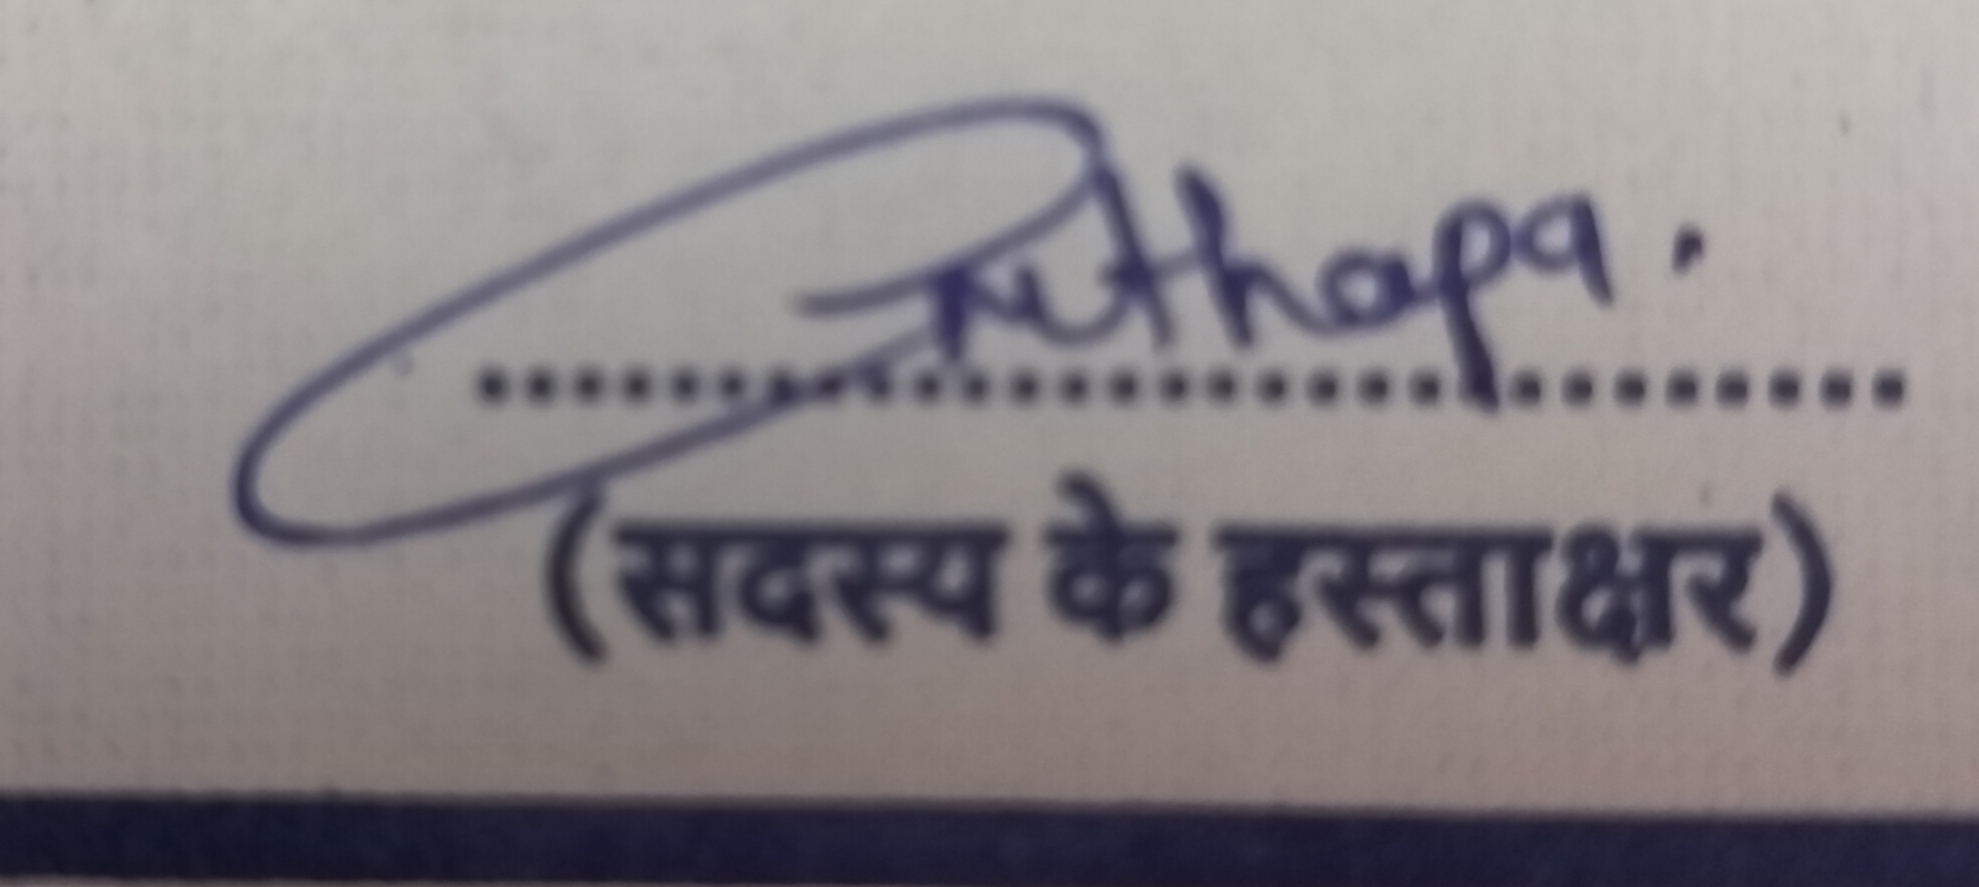 thapa.
(सदस्य के हस्ताक्षर)